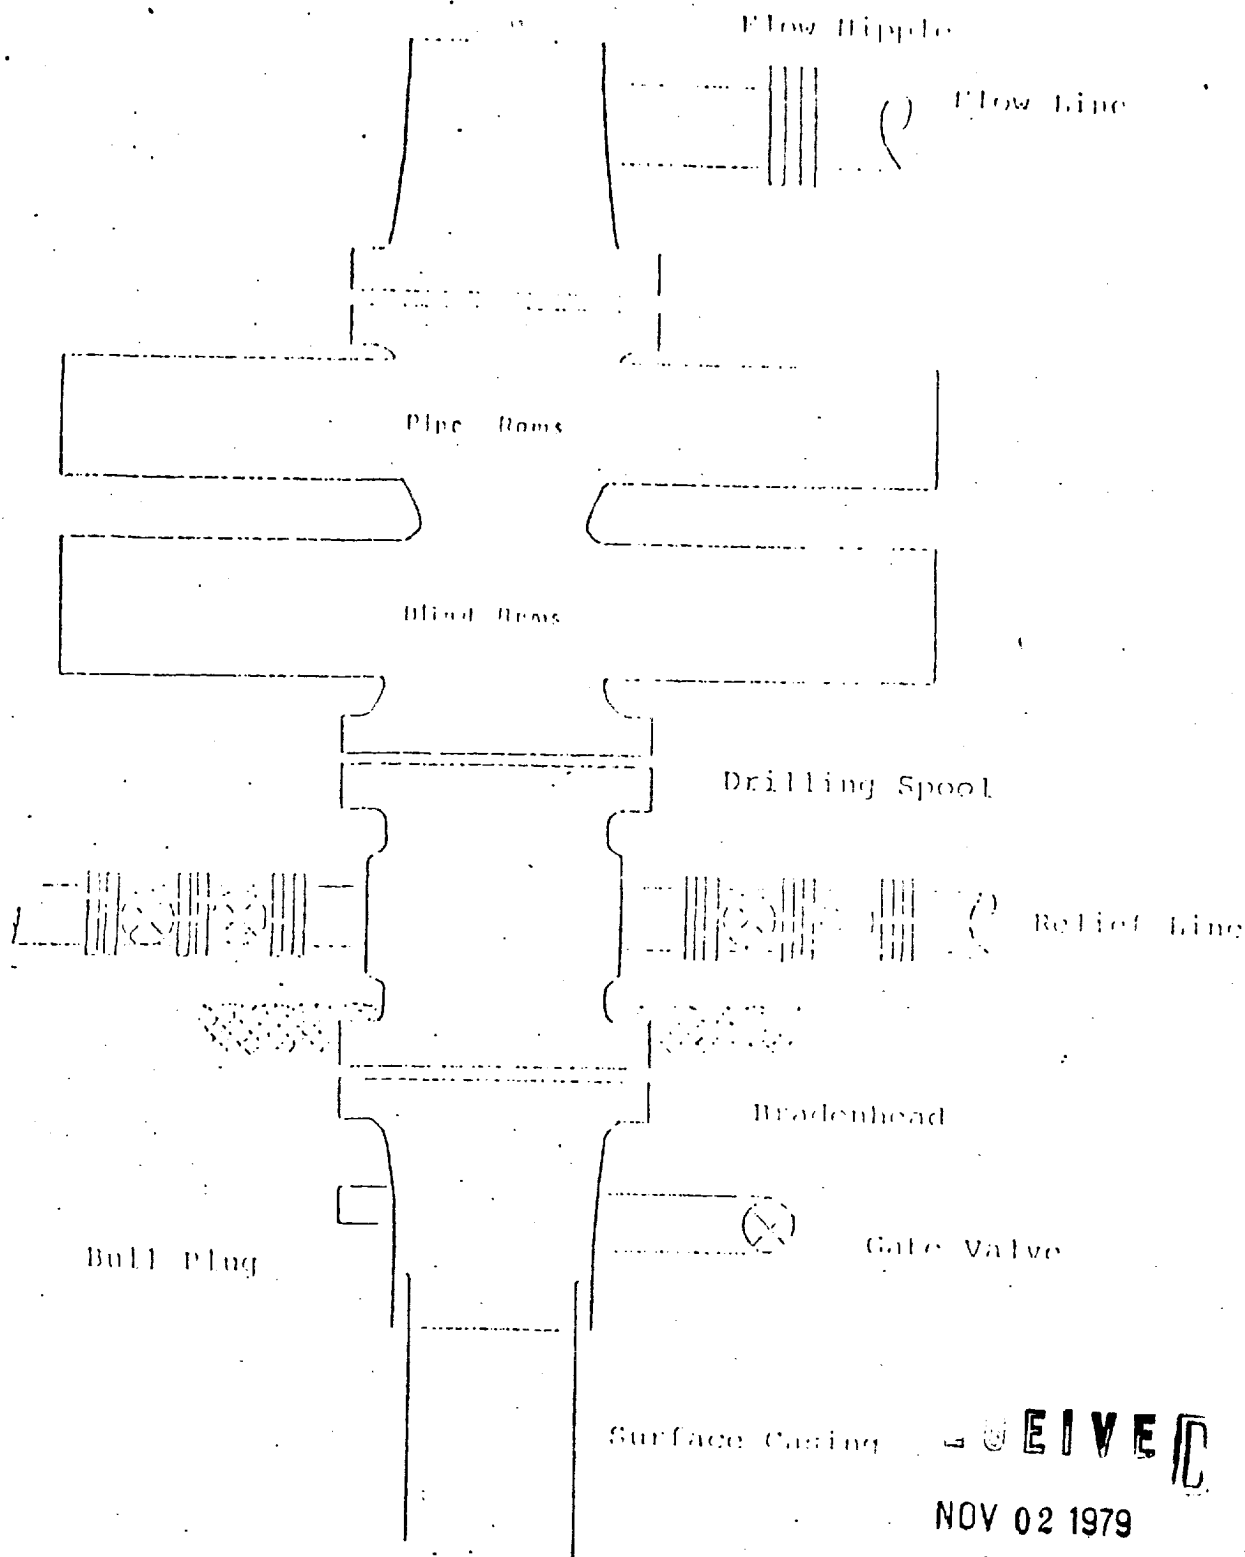 Flow Nipple
Flow Line
Pipe Rams
Blind Rams
Drilling Spool
Relief Line
Bradenhead
Bull Plug
Gate Valve
Surface Casing
NOV 02 1979